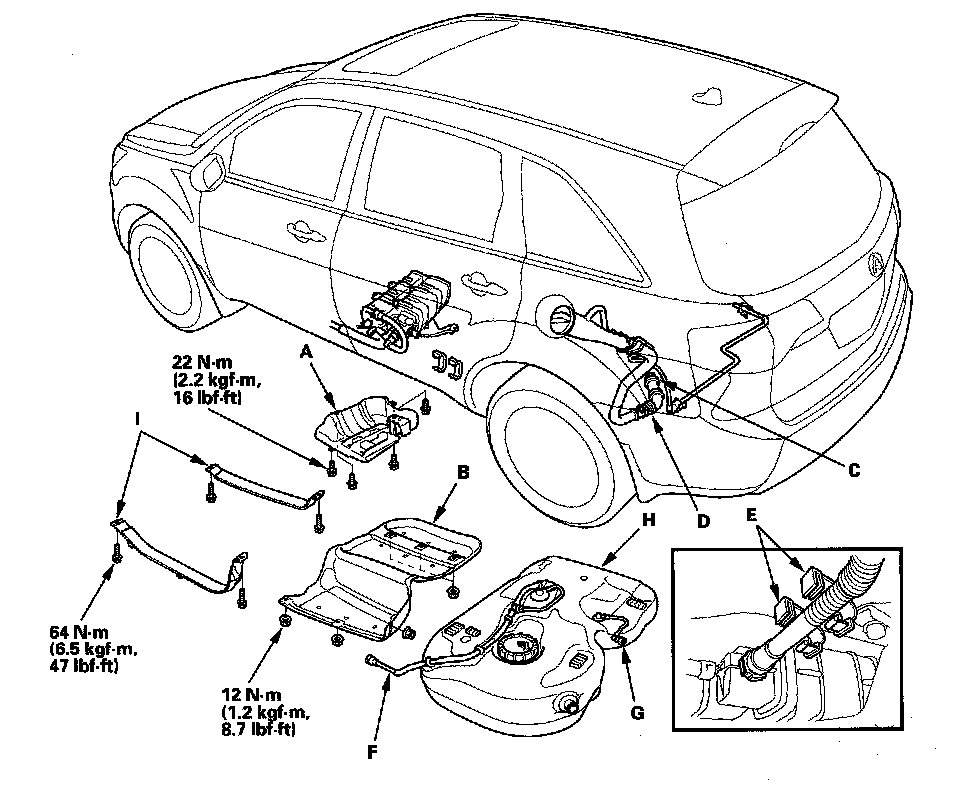 22 N·m
(2.2 kgf·m,
16 lbf·ft)
A
I
B
C
D
H
E
64 N·m
(6.5 kgf·m,
47 lbf·ft)
12 N·m
(1.2 kgf·m,
8.7 lbf·ft)
F
G